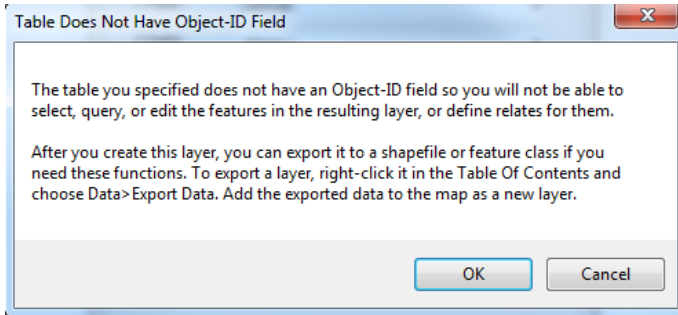 Table Does Not Have Object-ID Field
The table you specified does not have an Object-ID field so you will not be able to
select, query, or edit the features in the resulting layer, or define relates for them.
After you create this layer, you can export it to a shapefile or feature class if you
need these functions. To export a layer, right-click it in the Table Of Contents and
choose Data>Export Data. Add the exported data to the map as a new layer.
OK
Cancel